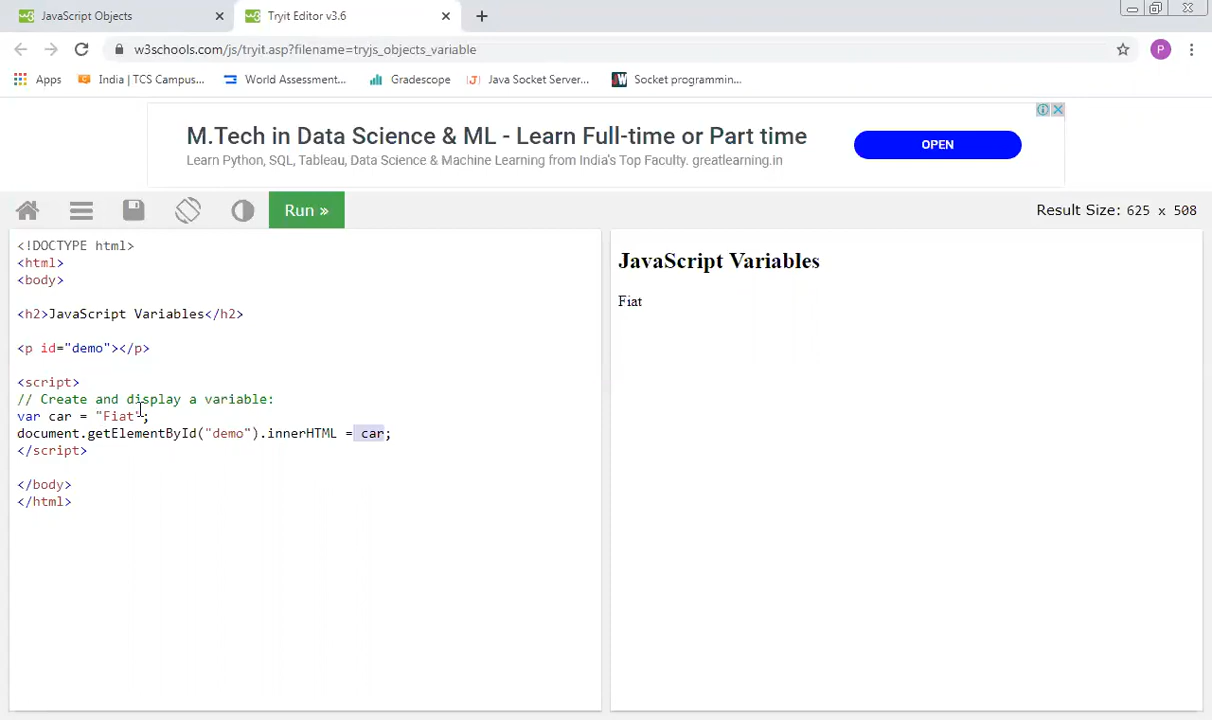 JavaScript Objects
Tryit Editor v3.6
w3schools.com/js/tryit.asp?filename=tryjs_objects_variable
P
Apps
India | TCS Campus...
World Assessment...
Gradescope
Java Socket Server...
Socket programmin...
M.Tech in Data Science & ML - Learn Full-time or Part time
Learn Python, SQL, Tableau, Data Science & Machine Learning from India's Top Faculty. greatlearning.in
OPEN
Run »
Result Size: 625 x 508
<!DOCTYPE html>
<html>
<body>
<h2>JavaScript Variables</h2>
<p id="demo"></p>
<script>
// Create and display a variable:
var car = "Fiat";
document.getElementById("demo").innerHTML = car;
</script>
</body>
</html>
JavaScript Variables
Fiat